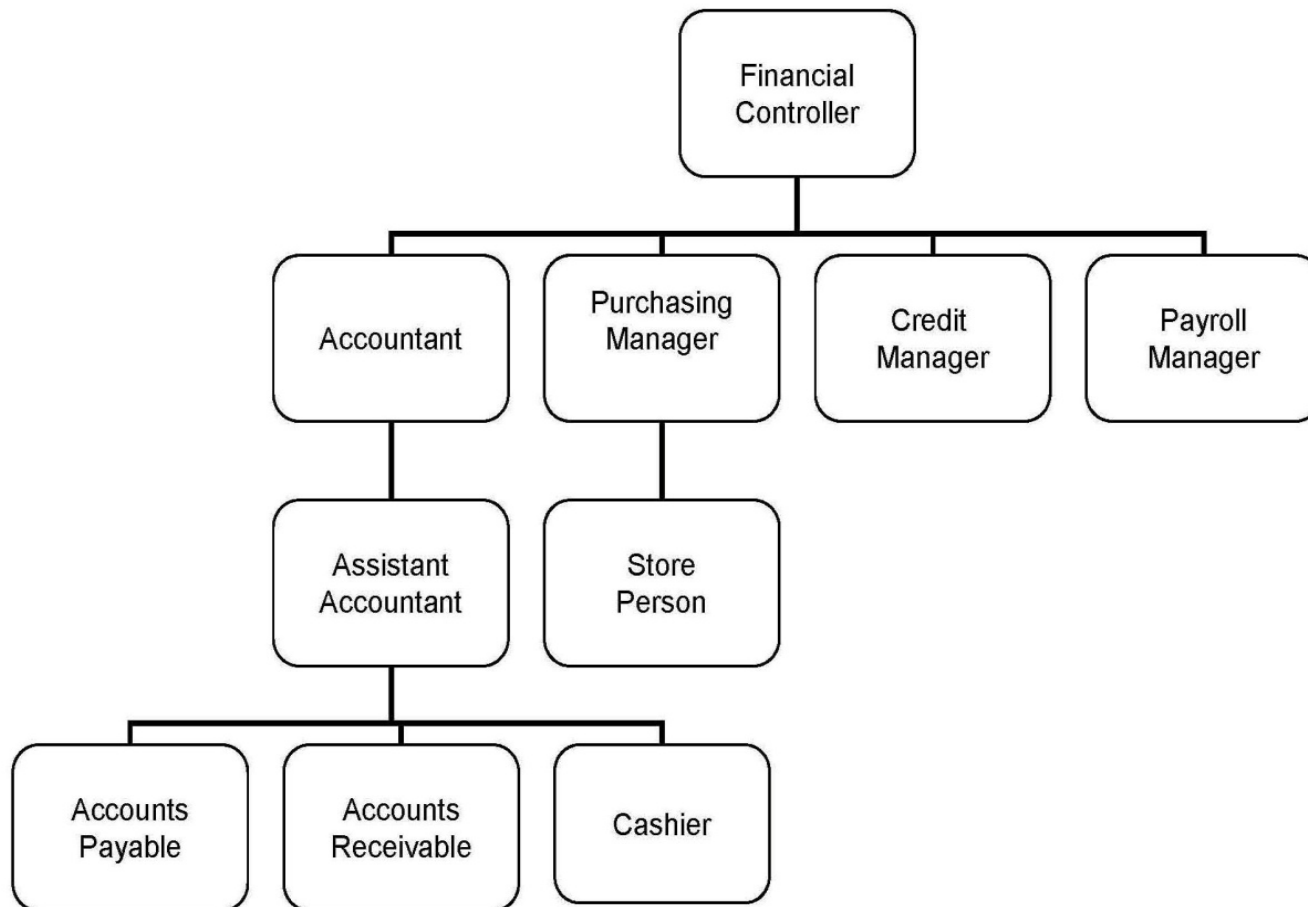 Financial
Controller
Accountant
Purchasing
Manager
Credit
Manager
Payroll
Manager
Assistant
Accountant
Store
Person
Accounts
Payable
Accounts
Receivable
Cashier